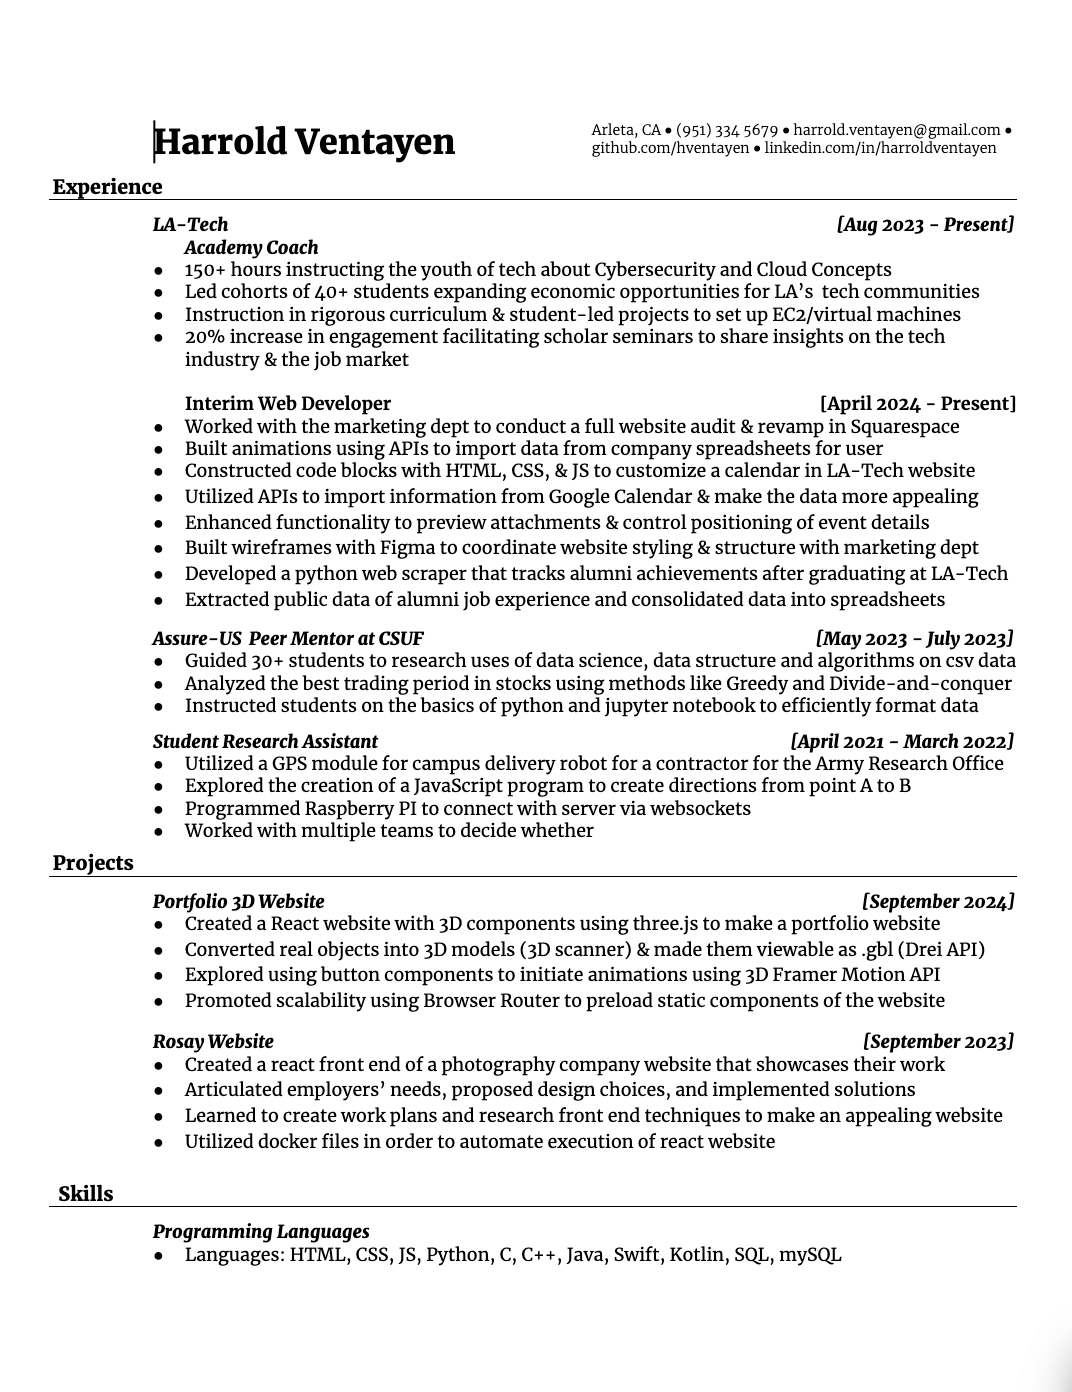 Harrold Ventayen
Arleta, CA ● (951) 334 5679 ● harrold.ventayen@gmail.com ●
github.com/hventayen ● linkedin.com/in/harroldventayen
Experience
LA-Tech [Aug 2023 - Present]
Academy Coach
● 150+ hours instructing the youth of tech about Cybersecurity and Cloud Concepts
● Led cohorts of 40+ students expanding economic opportunities for LA's  tech communities
● Instruction in rigorous curriculum & student-led projects to set up EC2/virtual machines
● 20% increase in engagement facilitating scholar seminars to share insights on the tech
industry & the job market
Interim Web Developer [April 2024 - Present]
● Worked with the marketing dept to conduct a full website audit & revamp in Squarespace
● Built animations using APIs to import data from company spreadsheets for user
● Constructed code blocks with HTML, CSS, & JS to customize a calendar in LA-Tech website
● Utilized APIs to import information from Google Calendar & make the data more appealing
● Enhanced functionality to preview attachments & control positioning of event details
● Built wireframes with Figma to coordinate website styling & structure with marketing dept
● Developed a python web scraper that tracks alumni achievements after graduating at LA-Tech
● Extracted public data of alumni job experience and consolidated data into spreadsheets
Assure-US  Peer Mentor at CSUF [May 2023 - July 2023]
● Guided 30+ students to research uses of data science, data structure and algorithms on csv data
● Analyzed the best trading period in stocks using methods like Greedy and Divide-and-conquer
● Instructed students on the basics of python and jupyter notebook to efficiently format data
Student Research Assistant [April 2021 - March 2022]
● Utilized a GPS module for campus delivery robot for a contractor for the Army Research Office
● Explored the creation of a JavaScript program to create directions from point A to B
● Programmed Raspberry PI to connect with server via websockets
● Worked with multiple teams to decide whether
Projects
Portfolio 3D Website [September 2024]
● Created a React website with 3D components using three.js to make a portfolio website
● Converted real objects into 3D models (3D scanner) & made them viewable as .gbl (Drei API)
● Explored using button components to initiate animations using 3D Framer Motion API
● Promoted scalability using Browser Router to preload static components of the website
Rosay Website [September 2023]
● Created a react front end of a photography company website that showcases their work
● Articulated employers' needs, proposed design choices, and implemented solutions
● Learned to create work plans and research front end techniques to make an appealing website
● Utilized docker files in order to automate execution of react website
Skills
Programming Languages
● Languages: HTML, CSS, JS, Python, C, C++, Java, Swift, Kotlin, SQL, mySQL